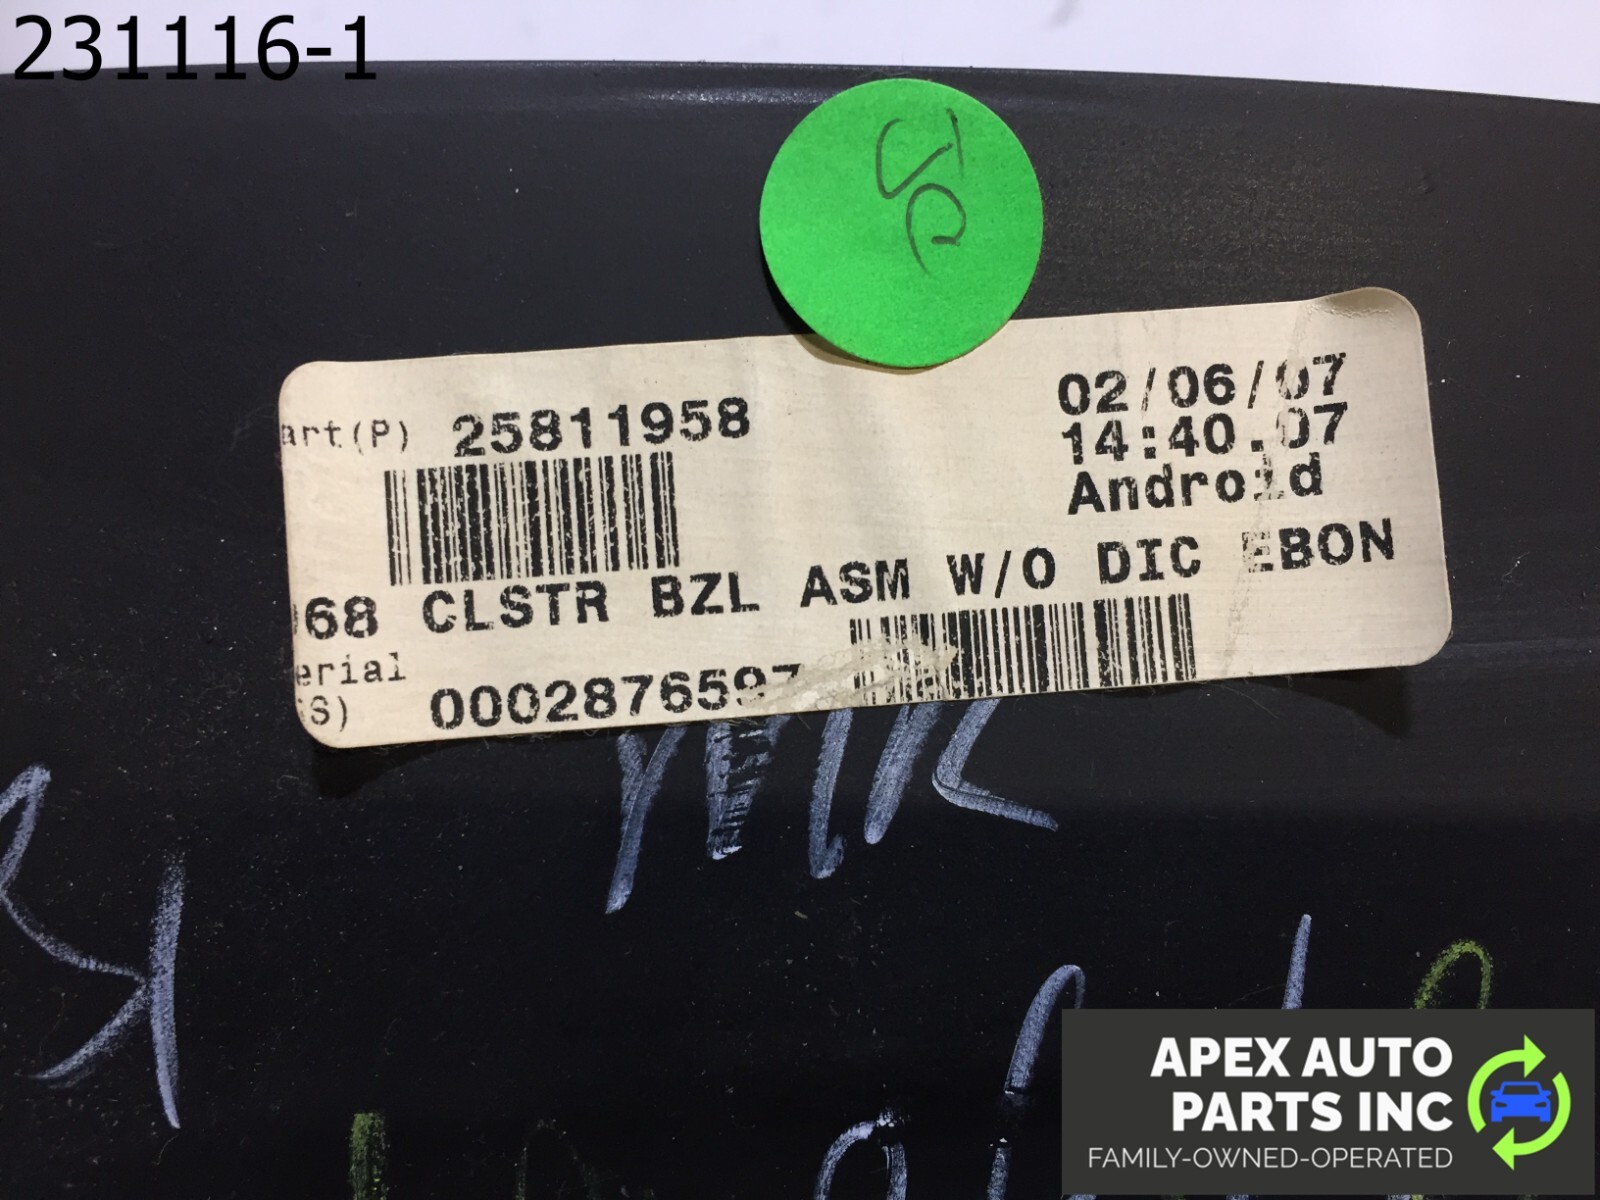 231116-1
art(P) 25811958
02/06/07
14:40.07
Android
68 CLSTR BZL ASM W/O DIC EBON
erial
(S) 0002876597
APEX AUTO
PARTS INC
FAMILY-OWNED-OPERATED